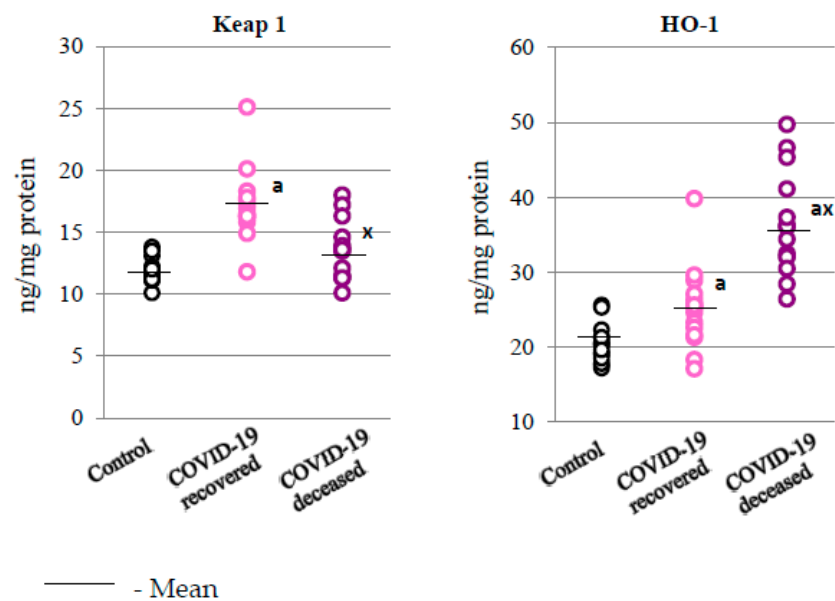 Keap 1
30
25
20
15
10
5
0
ng/mg protein
a
x
Control
COVID-19
recovered
COVID-19
deceased
HO-1
60
50
40
30
20
10
ng/mg protein
a
ax
Control
COVID-19
recovered
COVID-19
deceased
- Mean